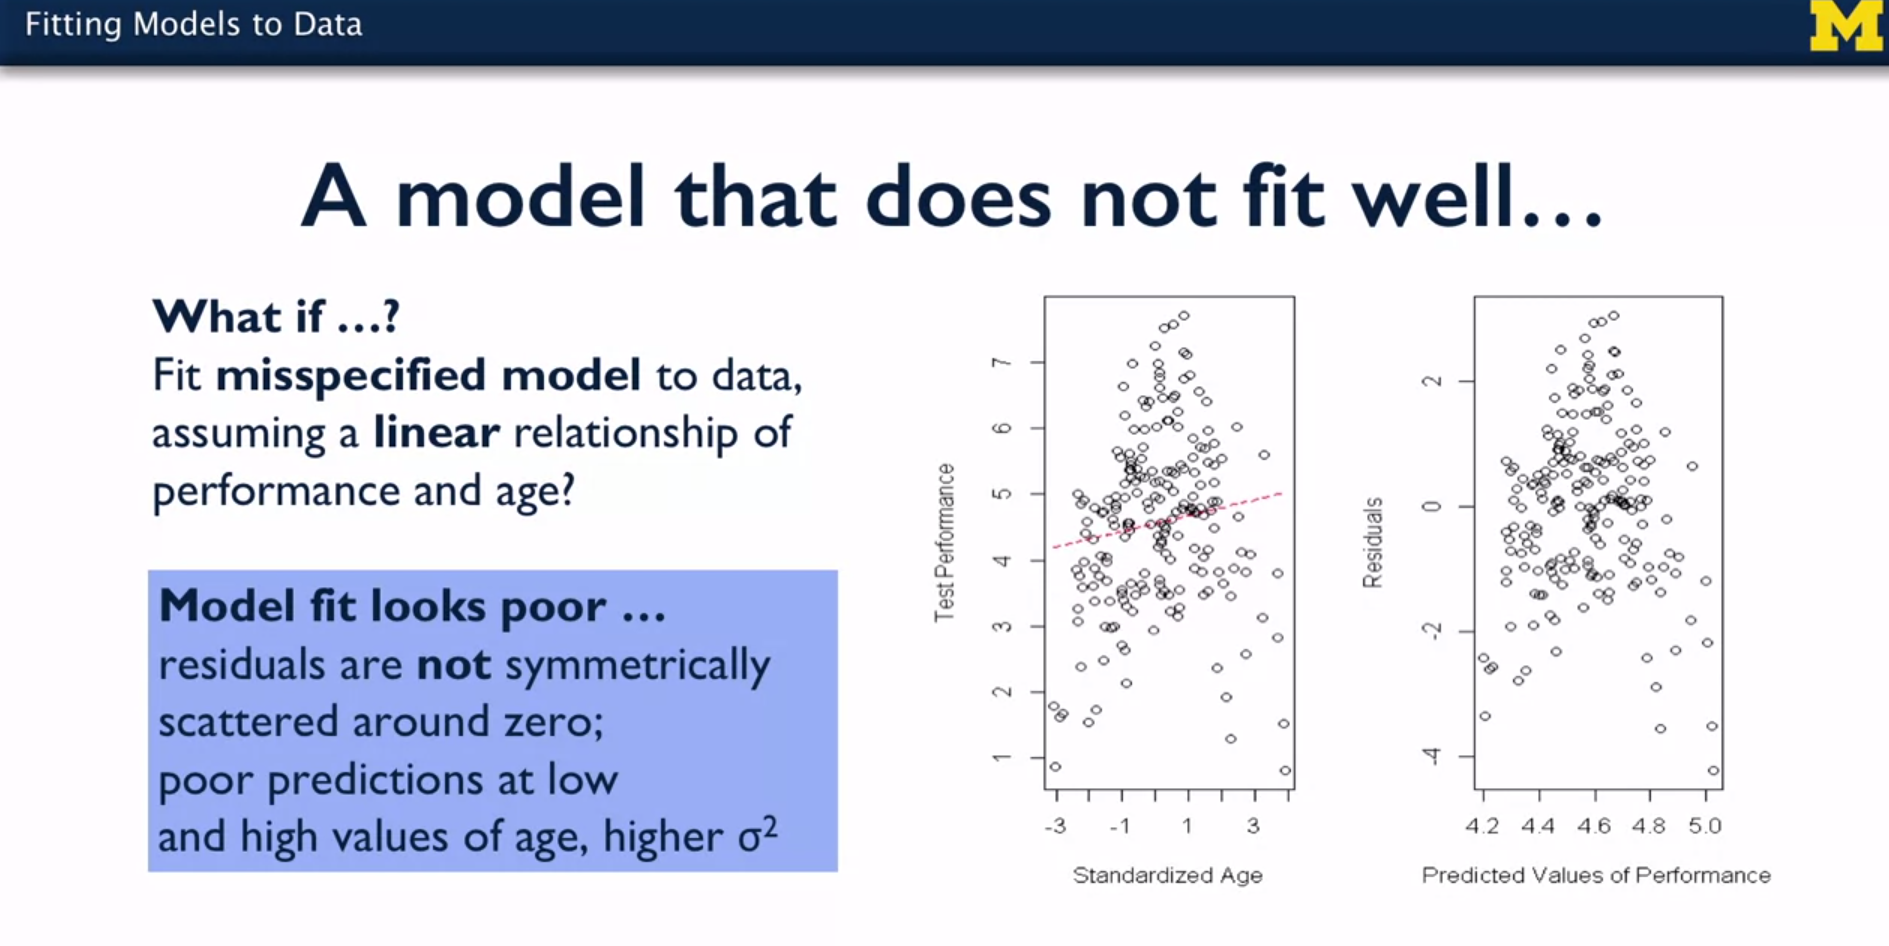 Fitting Models to Data
M
A model that does not fit well…
What if …?
Fit misspecified model to data,
assuming a linear relationship of
performance and age?
Model fit looks poor …
residuals are not symmetrically
scattered around zero;
poor predictions at low
and high values of age, higher σ²
Test Performance
7
6
5
4
3
2
1
-3 -1 1 3
Standardized Age
Residuals
2
0
-2
-4
4.2 4.4 4.6 4.8 5.0
Predicted Values of Performance